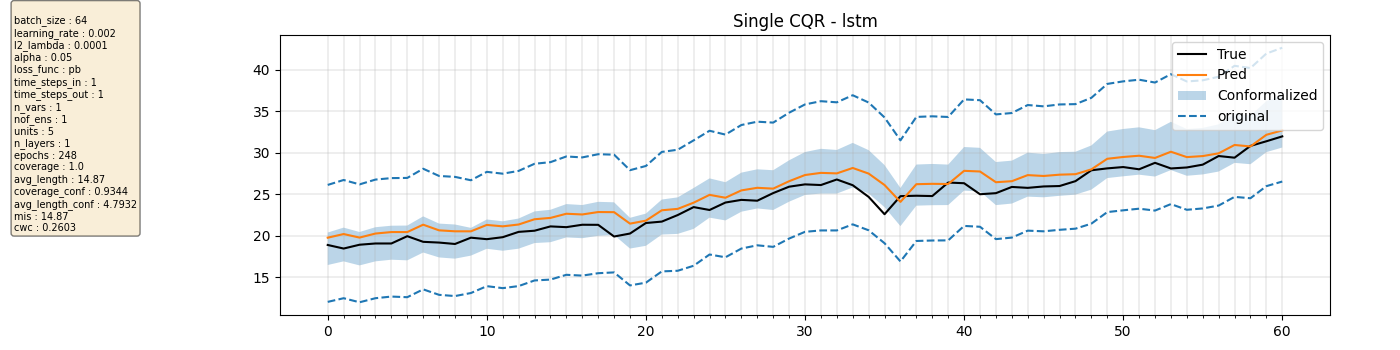 batch_size : 64
learning_rate : 0.002
l2_lambda : 0.0001
alpha : 0.05
loss_func : pb
time_steps_in : 1
time_steps_out : 1
n_vars : 1
nof_ens : 1
units : 5
n_layers : 1
epochs : 248
coverage : 1.0
avg_length : 14.87
coverage_conf : 0.9344
avg_length_conf : 4.7932
mis : 14.87
cwc : 0.2603
Single CQR - lstm
True
Pred
Conformalized
original
40
35
30
25
20
15
0 10 20 30 40 50 60